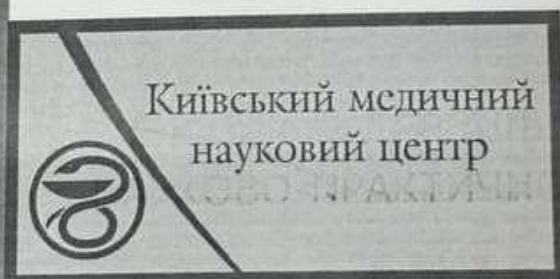 Київський медичний
науковий центр